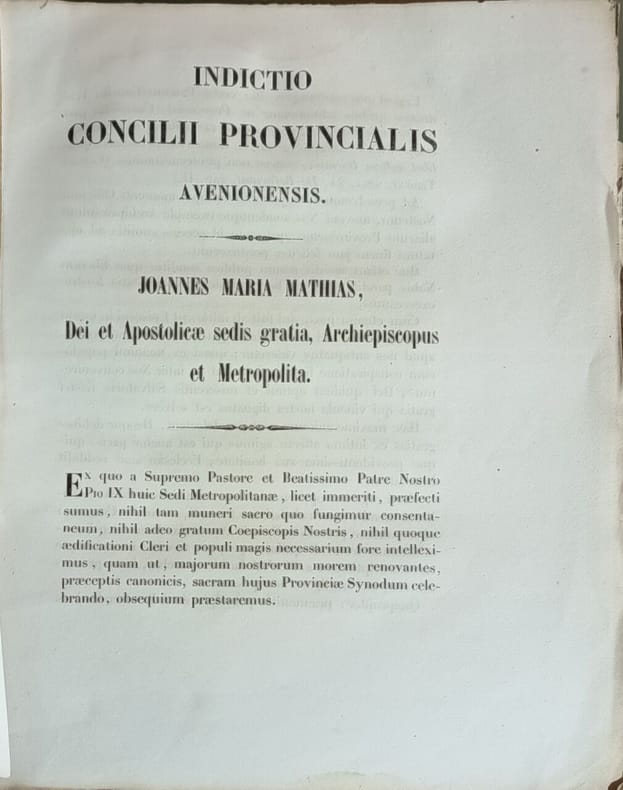 INDICTIO
CONCILII PROVINCIALIS
AVENIONENSIS.
JOANNES MARIA MATHIAS,
Dei et Apostolicæ sedis gratia, Archiepiscopus
et Metropolita.
Ex quo a Supremo Pastore et Beatissimo Patre Nostro
Pio IX huic Sedi Metropolitanæ, licet immeriti, præfecti
sumus, nihil tam muneri sacro quo fungimur consenta-
neum, nihil adeo gratum Coepiscopis Nostris, nihil quoque
ædificationi Cleri et populi magis necessarium fore intellexi-
mus, quam ut, majorum nostrorum morem renovantes,
præceptis canonicis, sacram hujus Provinciæ Synodum cele-
brando, obsequium præstaremus.